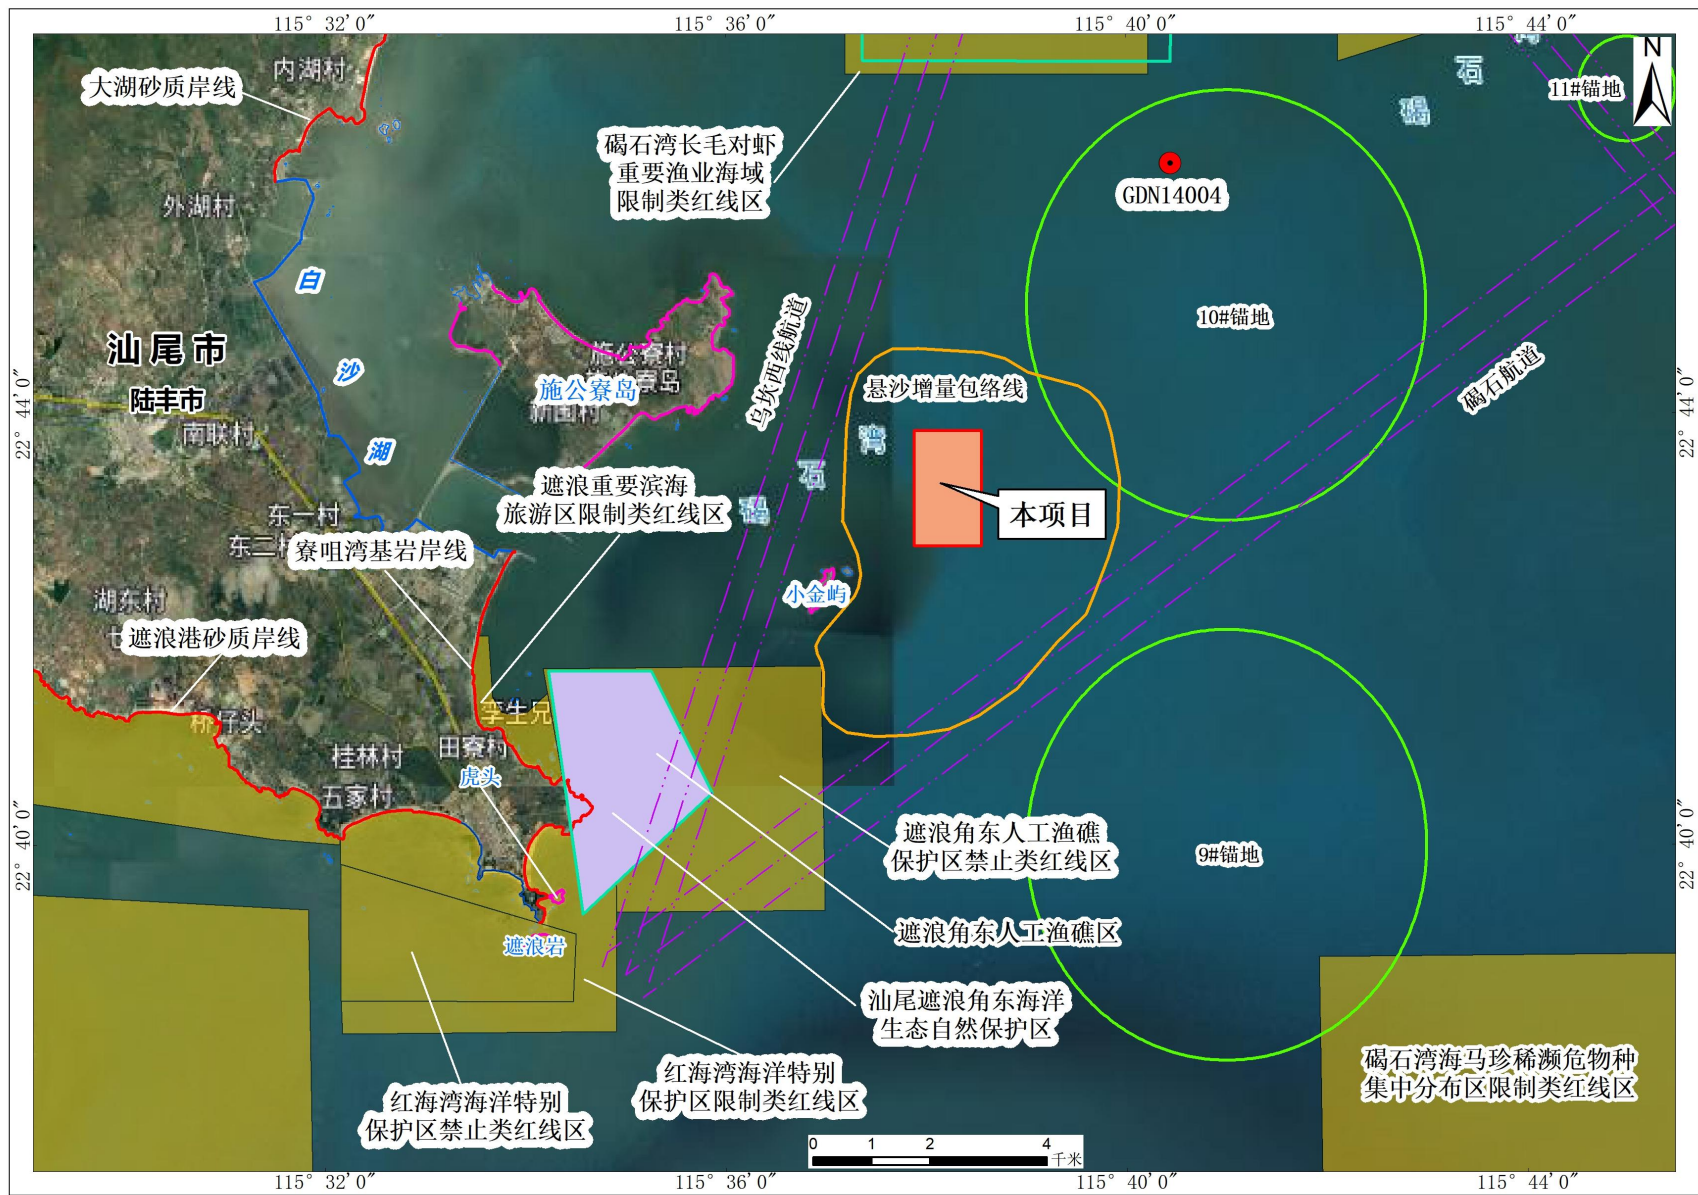 115° 32′0″
115° 36′0″
115° 40′0″
115° 44′0″
N
内湖村
大湖砂质岸线
石
碣
11#锚地
碣石湾长毛对虾
重要渔业海域
限制类红线区
GDN14004
外湖村
白
沙
湖
10#锚地
乌坎西线航道
碣石航道
汕尾市
陆丰市
南联村
施公寮村
施公寮岛
新围村
悬沙增量包络线
22° 44′0″
22° 44′0″
湾
石
碣
遮浪重要滨海
旅游区限制类红线区
本项目
东一村
寮咀湾基岩岸线
小金屿
湖东村
遮浪港砂质岸线
田寮村
桂林村
虎头
五家村
22° 40′0″
22° 40′0″
遮浪角东人工渔礁
保护区禁止类红线区
9#锚地
遮浪角东人工渔礁区
遮浪岩
汕尾遮浪角东海洋
生态自然保护区
红海湾海洋特别
保护区限制类红线区
红海湾海洋特别
保护区禁止类红线区
碣石湾海马珍稀濒危物种
集中分布区限制类红线区
0 1 2 4
千米
115° 32′0″
115° 36′0″
115° 40′0″
115° 44′0″